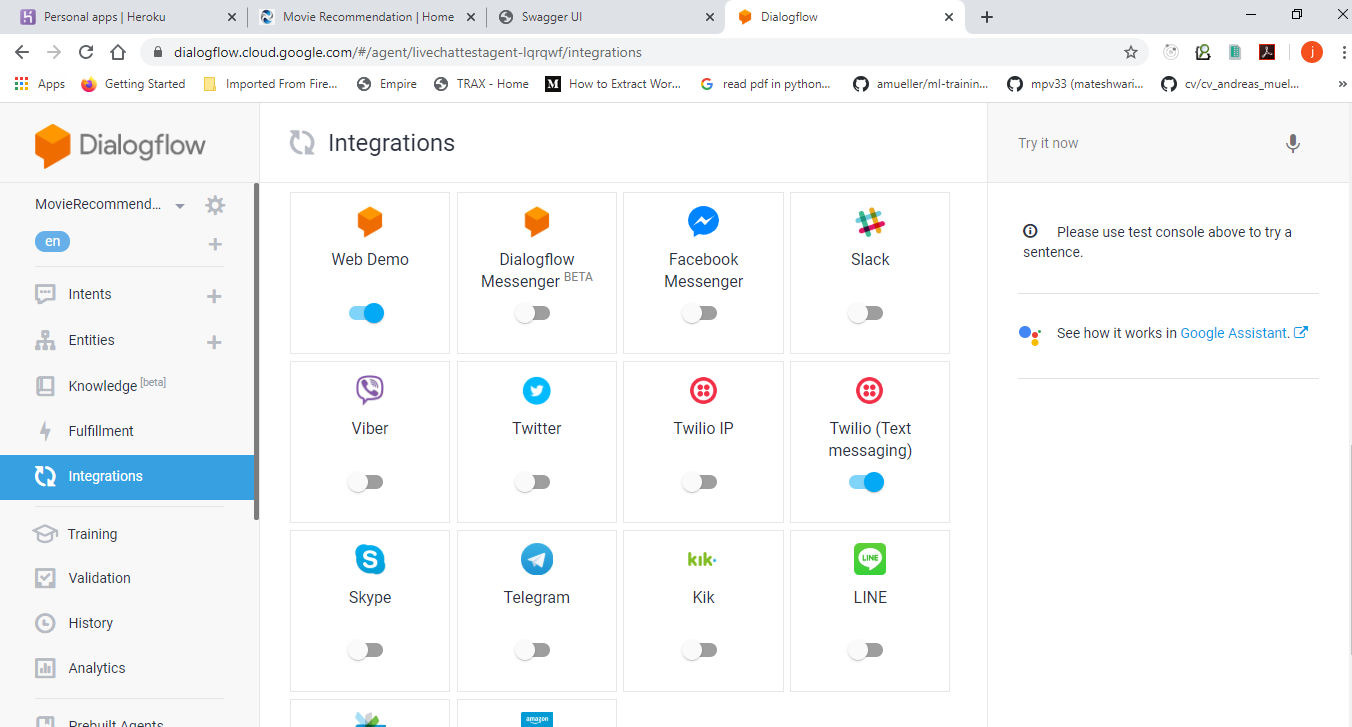 Personal apps | Heroku
Movie Recommendation | Home
Swagger UI
Dialogflow
dialogflow.cloud.google.com/#/agent/livechattestagent-lqrqwf/integrations
j
Apps
Getting Started
Imported From Fire...
Empire
TRAX - Home
M
How to Extract Wor...
read pdf in python...
amueller/ml-trainin...
mpv33 (mateshwari...
cv/cv_andreas_muel...
»
Dialogflow
Integrations
Try it now
MovieRecommend...
en
Intents
Entities
Knowledge [beta]
Fulfillment
Integrations
Training
Validation
History
Analytics
Prebuilt Agents
Web Demo
Dialogflow
Messenger BETA
Facebook
Messenger
Slack
Viber
Twitter
Twilio IP
Twilio (Text
messaging)
Skype
Telegram
kik
Kik
LINE
LINE
amazon
Please use test console above to try a
sentence.
See how it works in Google Assistant.